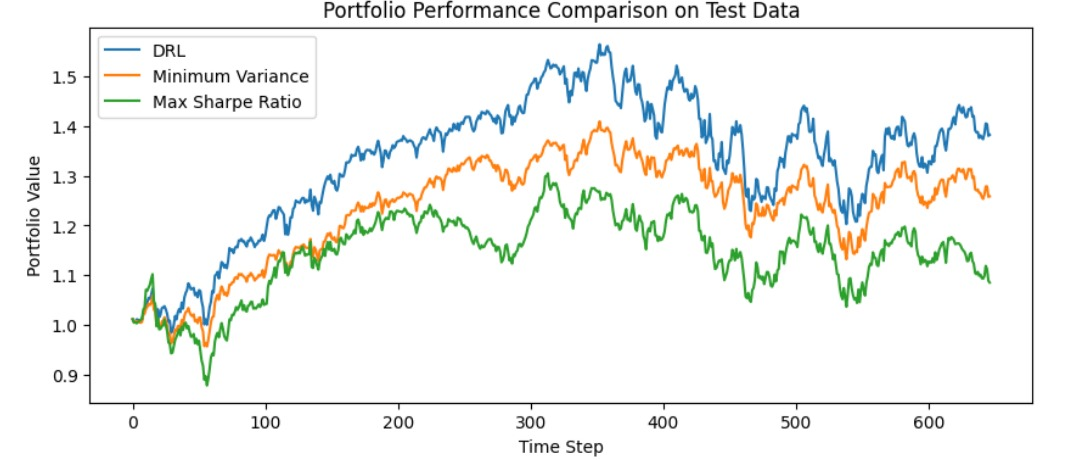 Portfolio Performance Comparison on Test Data
DRL
Minimum Variance
Max Sharpe Ratio
Portfolio Value
1.5
1.4
1.3
1.2
1.1
1.0
0.9
0 100 200 300 400 500 600
Time Step